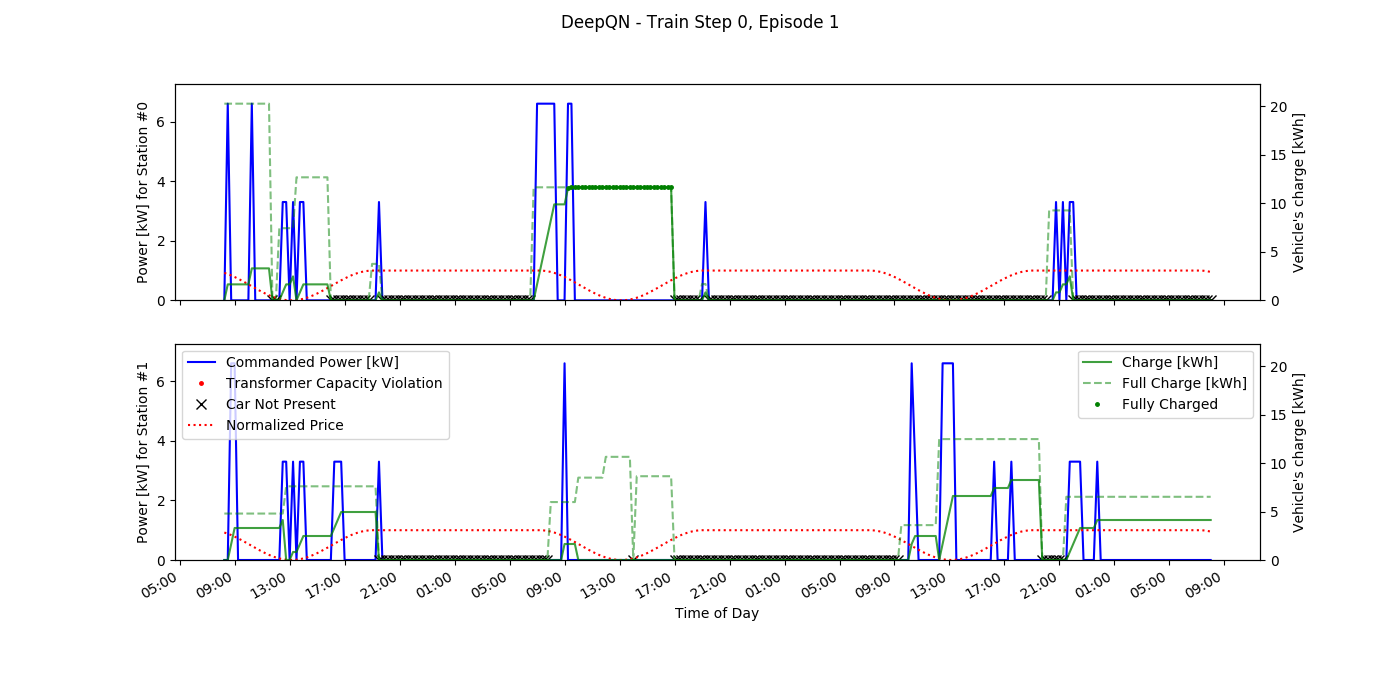 DeepQN - Train Step 0, Episode 1
Power [kW] for Station #0
0
2
4
6
0
5
10
15
20
Vehicle's charge [kWh]
Power [kW] for Station #1
0
2
4
6
Commanded Power [kW]
Transformer Capacity Violation
Car Not Present
Normalized Price
Charge [kWh]
Full Charge [kWh]
Fully Charged
0
5
10
15
20
Vehicle's charge [kWh]
05:00 09:00 13:00 17:00 21:00 01:00 05:00 09:00 13:00 17:00 21:00 01:00 05:00 09:00 13:00 17:00 21:00 01:00 05:00 09:00
Time of Day